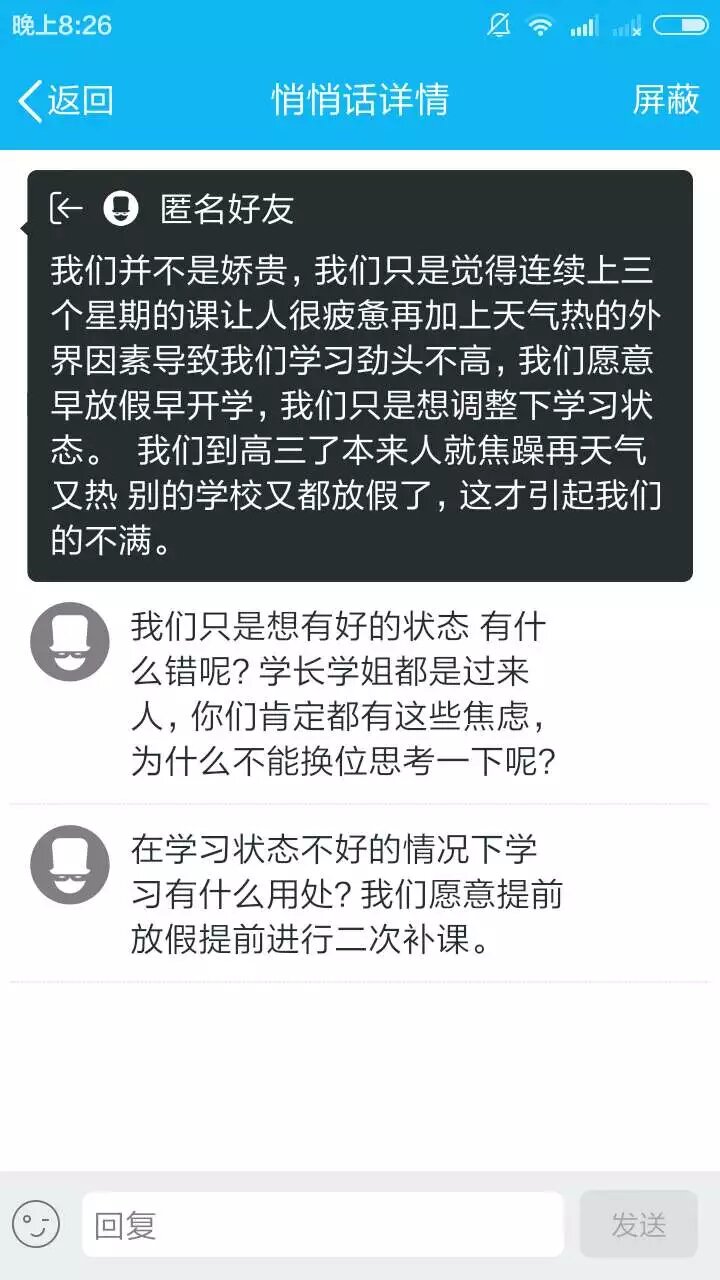 晚上8:26
返回
悄悄话详情
屏蔽
匿名好友
我们并不是娇贵，我们只是觉得连续上三
个星期的课让人很疲惫再加上天气热的外
界因素导致我们学习劲头不高，我们愿意
早放假早开学，我们只是想调整下学习状
态。 我们到高三了本来人就焦躁再天气
又热 别的学校又都放假了，这才引起我们
的不满。
我们只是想有好的状态 有什
么错呢？学长学姐都是过来
人，你们肯定都有这些焦虑，
为什么不能换位思考一下呢？
在学习状态不好的情况下学
习有什么用处？我们愿意提前
放假提前进行二次补课。
回复
发送